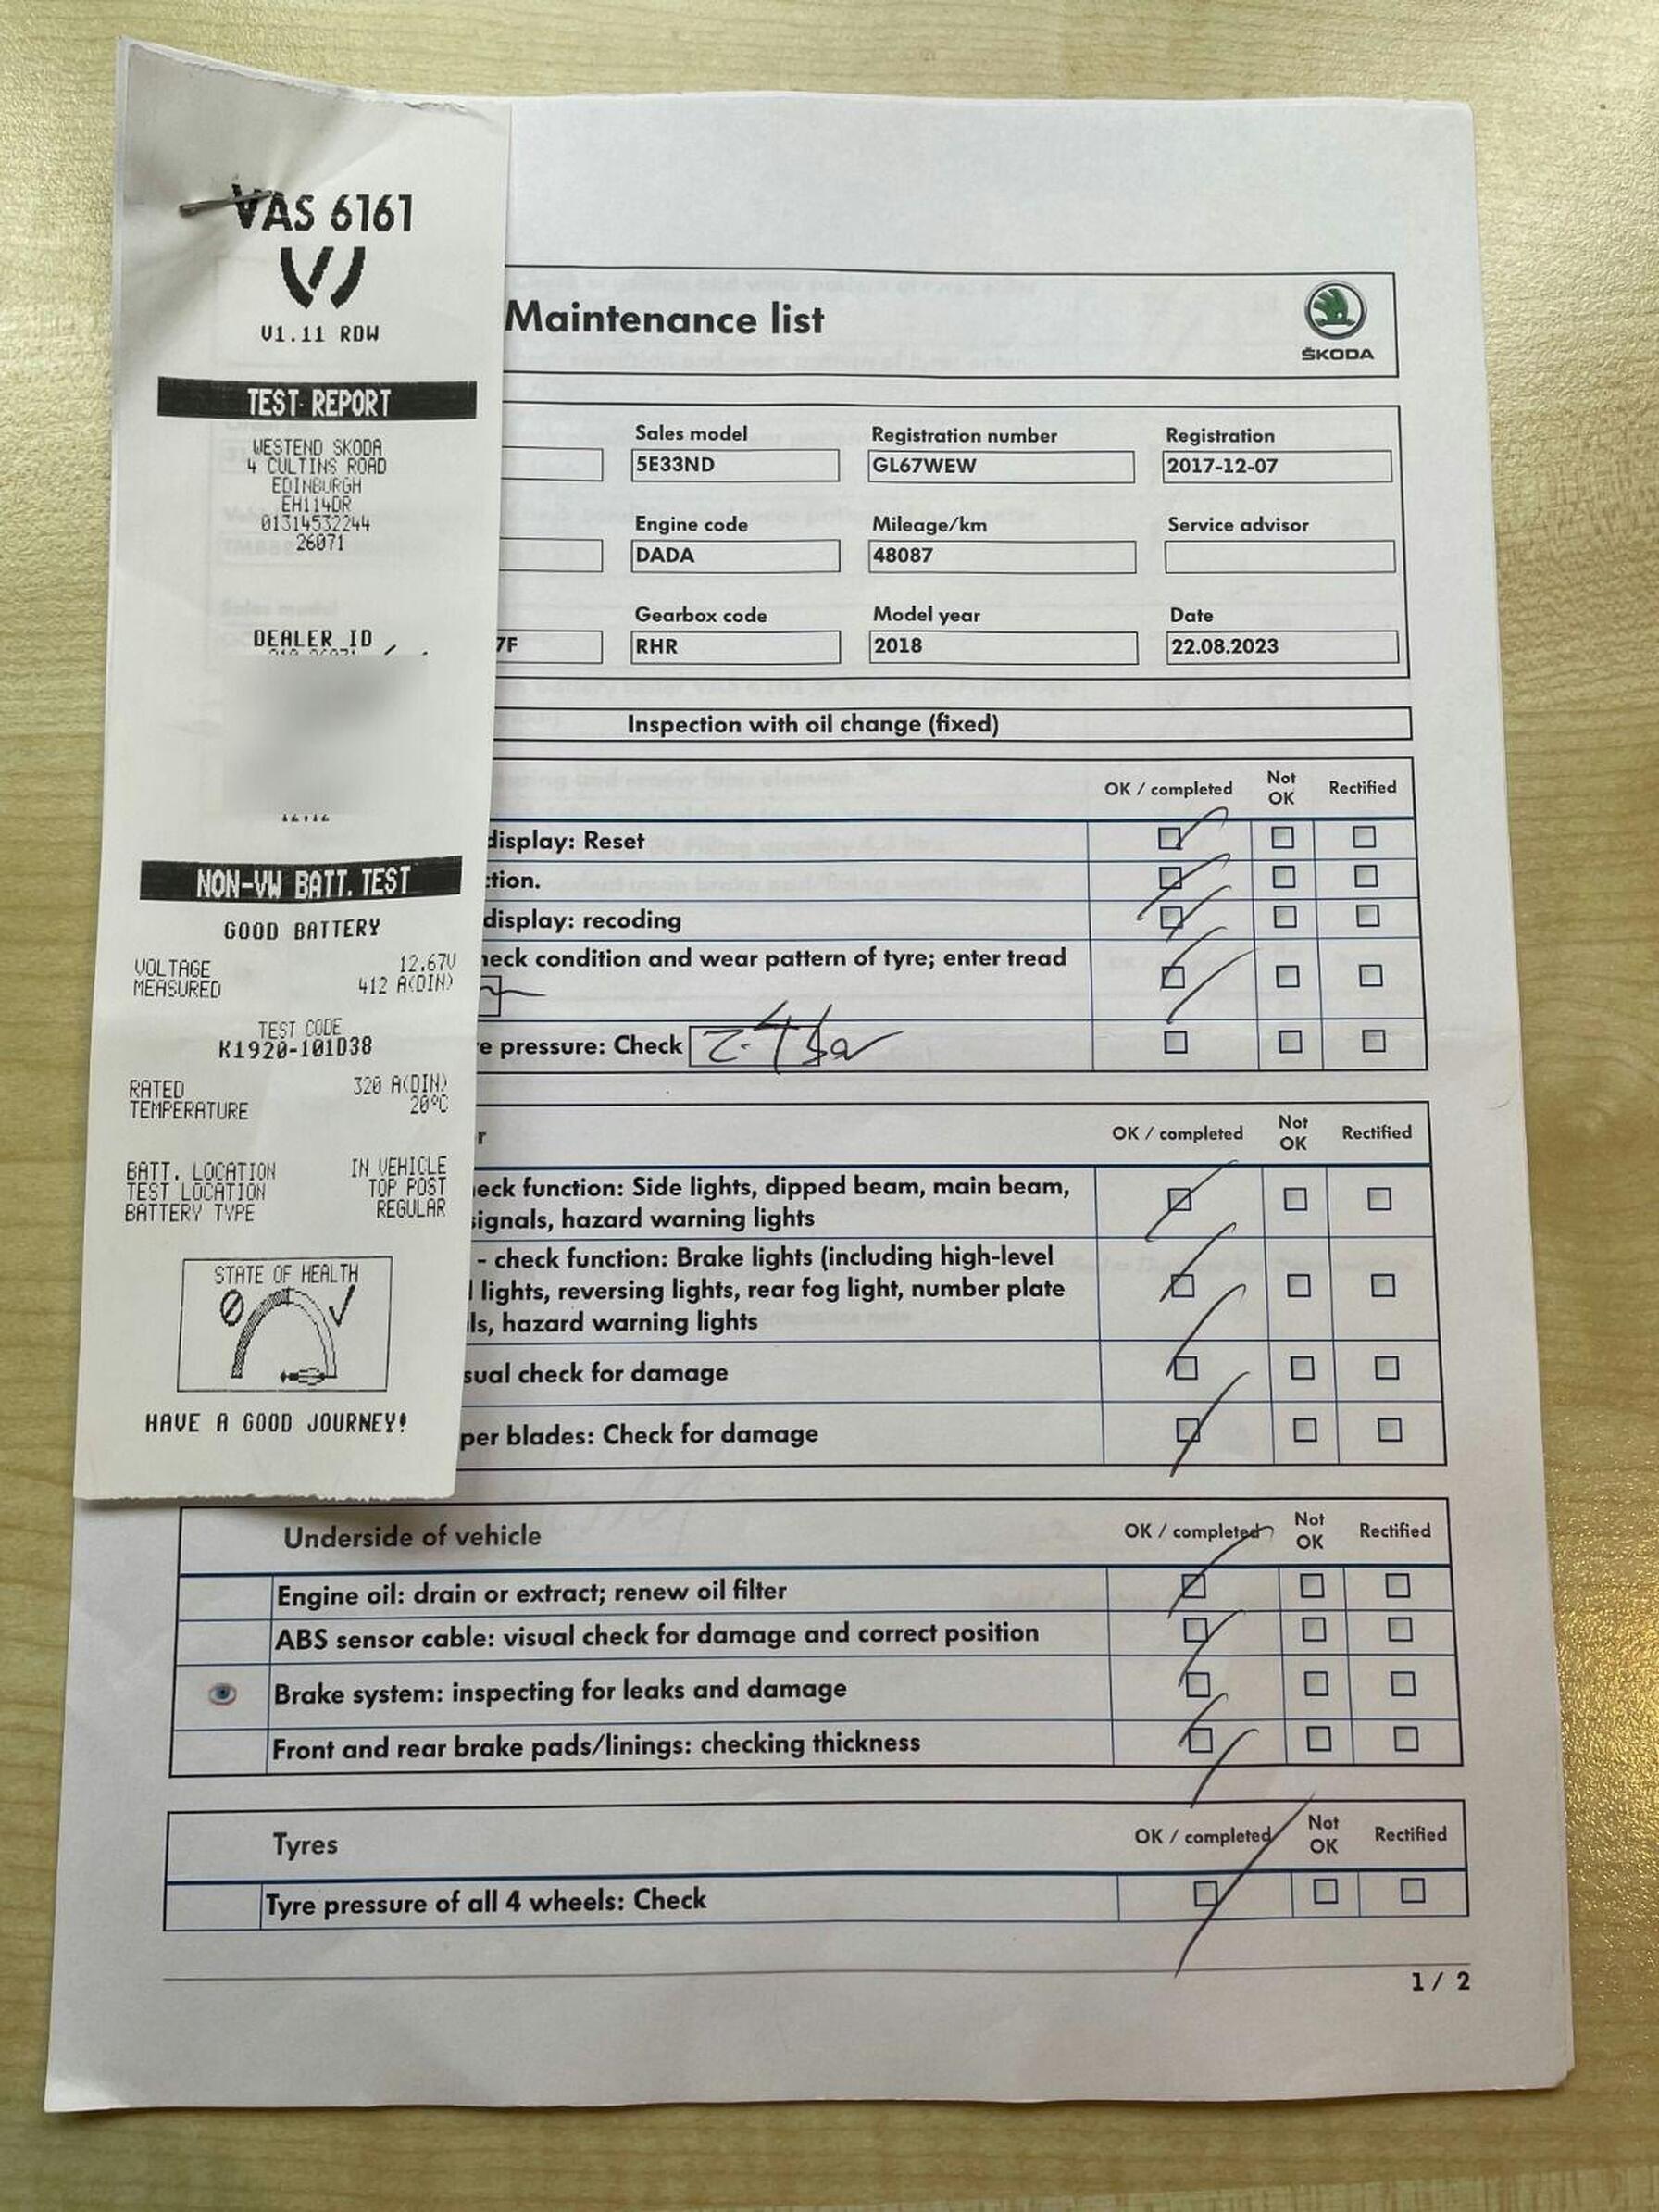 VAS 6161
V1.11 RDW
TEST REPORT
WESTEND SKODA
4 CULTINS ROAD
EDINBURGH
EH114DR
01314532244
26071
DEALER ID
NON-VW BATT. TEST
GOOD BATTERY
VOLTAGE 12.67V
MEASURED 412 A(DIN)
TEST CODE
K1920-101D38
RATED 320 A(DIN)
TEMPERATURE 20°C
BATT. LOCATION IN VEHICLE
TEST LOCATION TOP POST
BATTERY TYPE REGULAR
STATE OF HEALTH
HAVE A GOOD JOURNEY!
Maintenance list
ŠKODA
Sales model Registration number Registration
5E33ND GL67WEW 2017-12-07
Engine code Mileage/km Service advisor
DADA 48087
Gearbox code Model year Date
7F RHR 2018 22.08.2023
Inspection with oil change (fixed)
OK / completed Not OK Rectified
display: Reset
ction.
display: recoding
heck condition and wear pattern of tyre; enter tread
e pressure: Check 2.4 bar
r OK / completed Not OK Rectified
eck function: Side lights, dipped beam, main beam,
signals, hazard warning lights
- check function: Brake lights (including high-level
lights, reversing lights, rear fog light, number plate
ls, hazard warning lights
sual check for damage
per blades: Check for damage
Underside of vehicle OK / completed Not OK Rectified
Engine oil: drain or extract; renew oil filter
ABS sensor cable: visual check for damage and correct position
Brake system: inspecting for leaks and damage
Front and rear brake pads/linings: checking thickness
Tyres OK / completed Not OK Rectified
Tyre pressure of all 4 wheels: Check
1 / 2